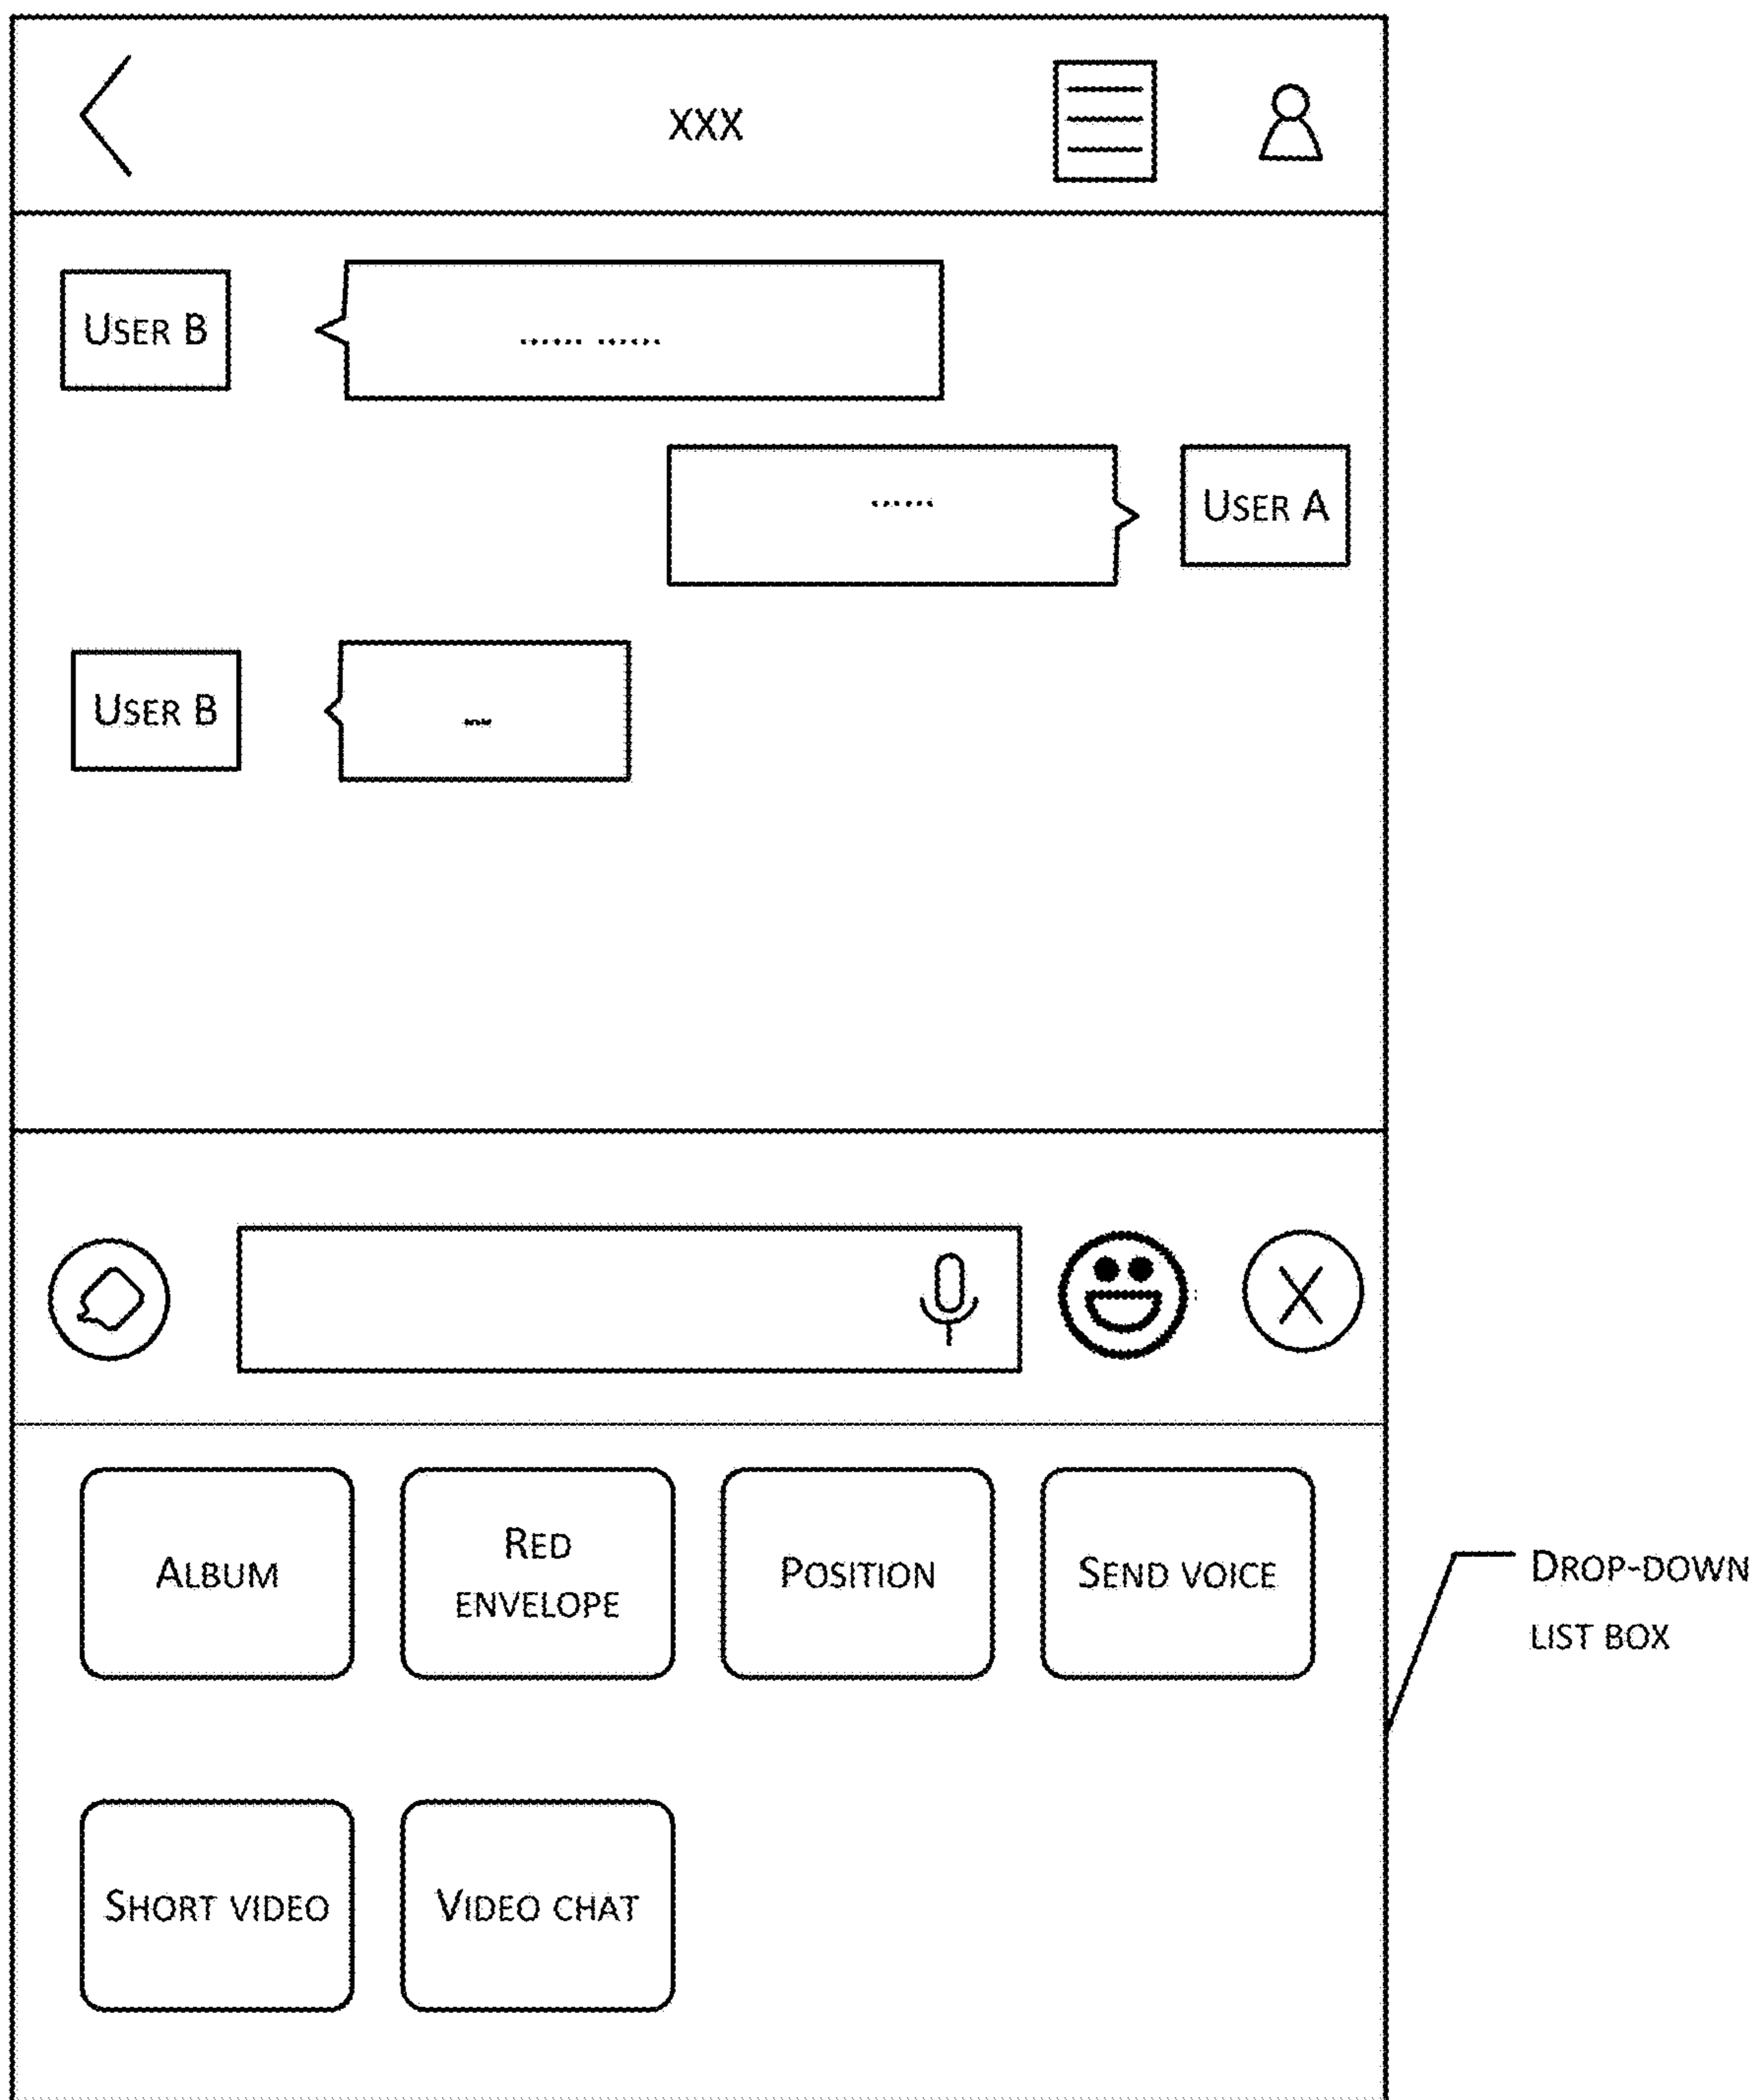 XXX
USER B
...... ......
......
USER A
USER B
...
ALBUM
RED
ENVELOPE
POSITION
SEND VOICE
DROP-DOWN
LIST BOX
SHORT VIDEO
VIDEO CHAT